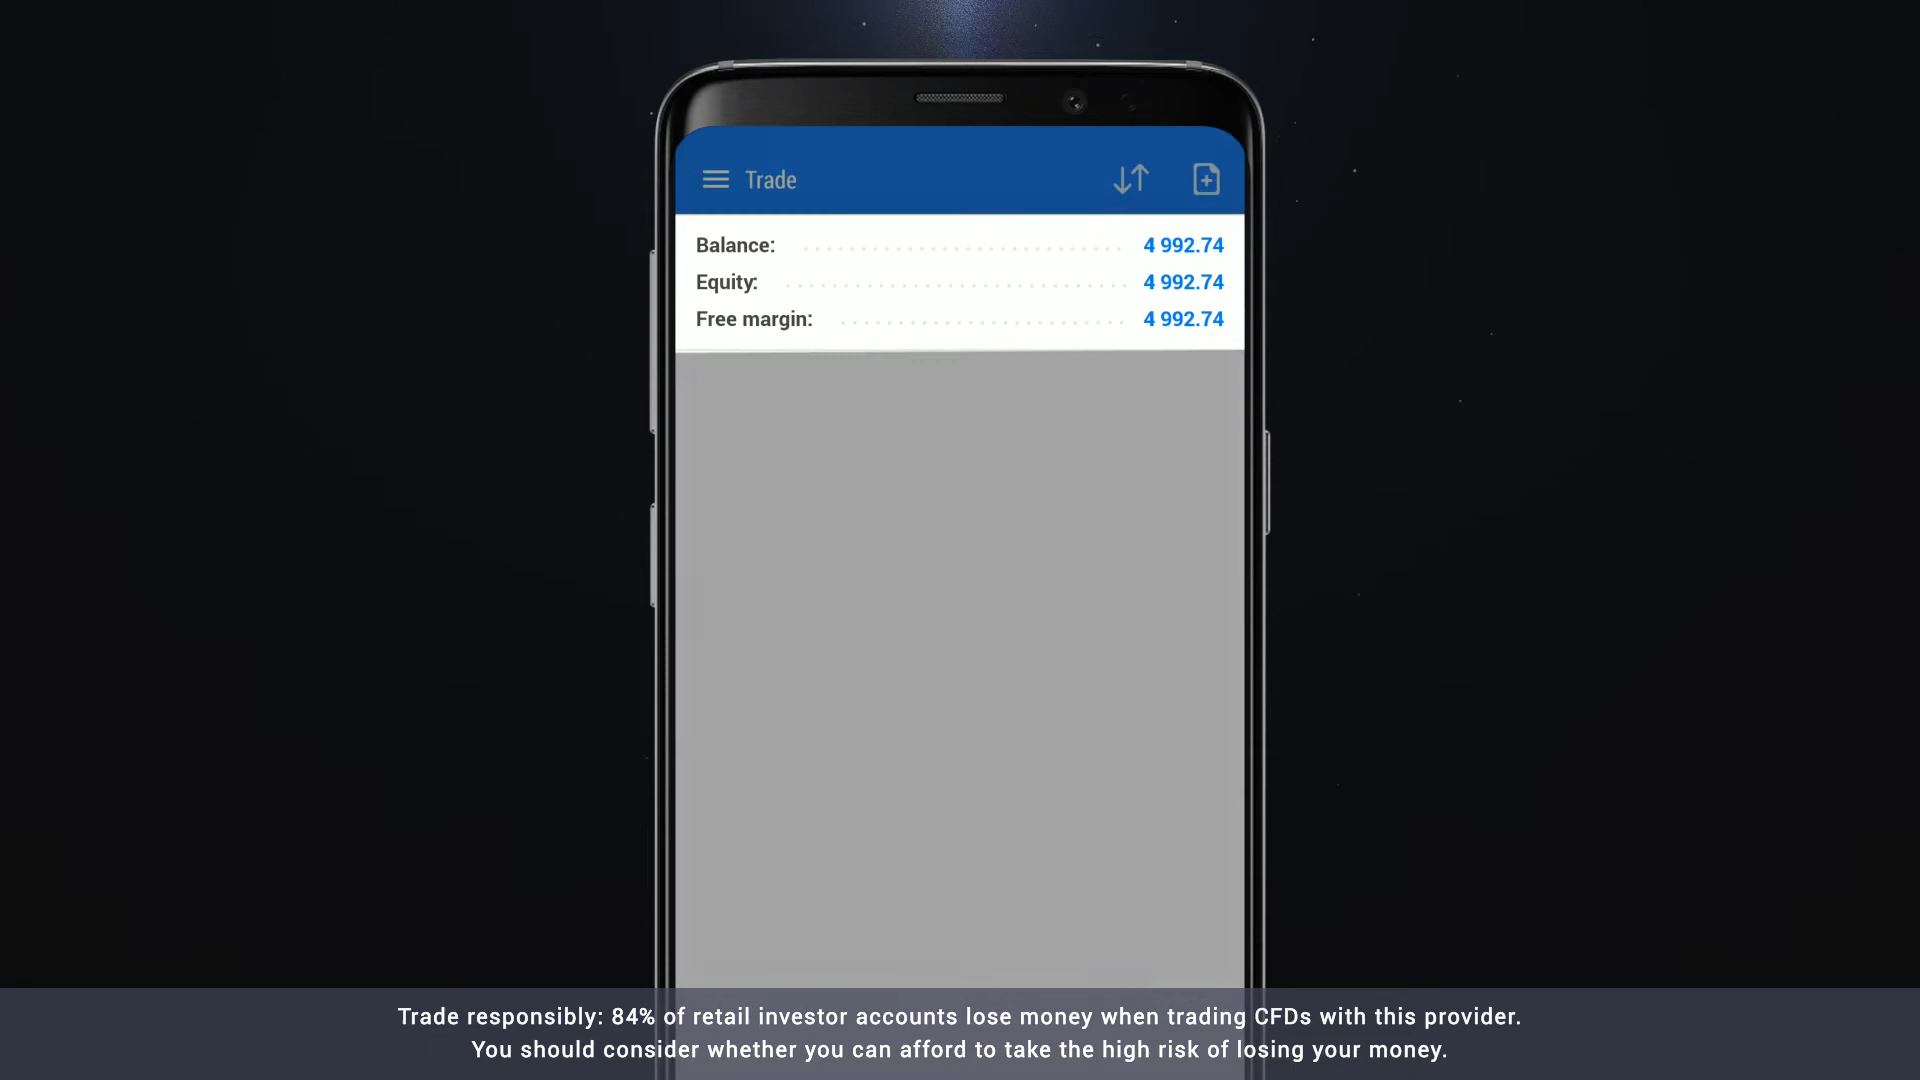 Trade
Balance: 4 992.74
Equity: 4 992.74
Free margin: 4 992.74
Trade responsibly: 84% of retail investor accounts lose money when trading CFDs with this provider.
You should consider whether you can afford to take the high risk of losing your money.